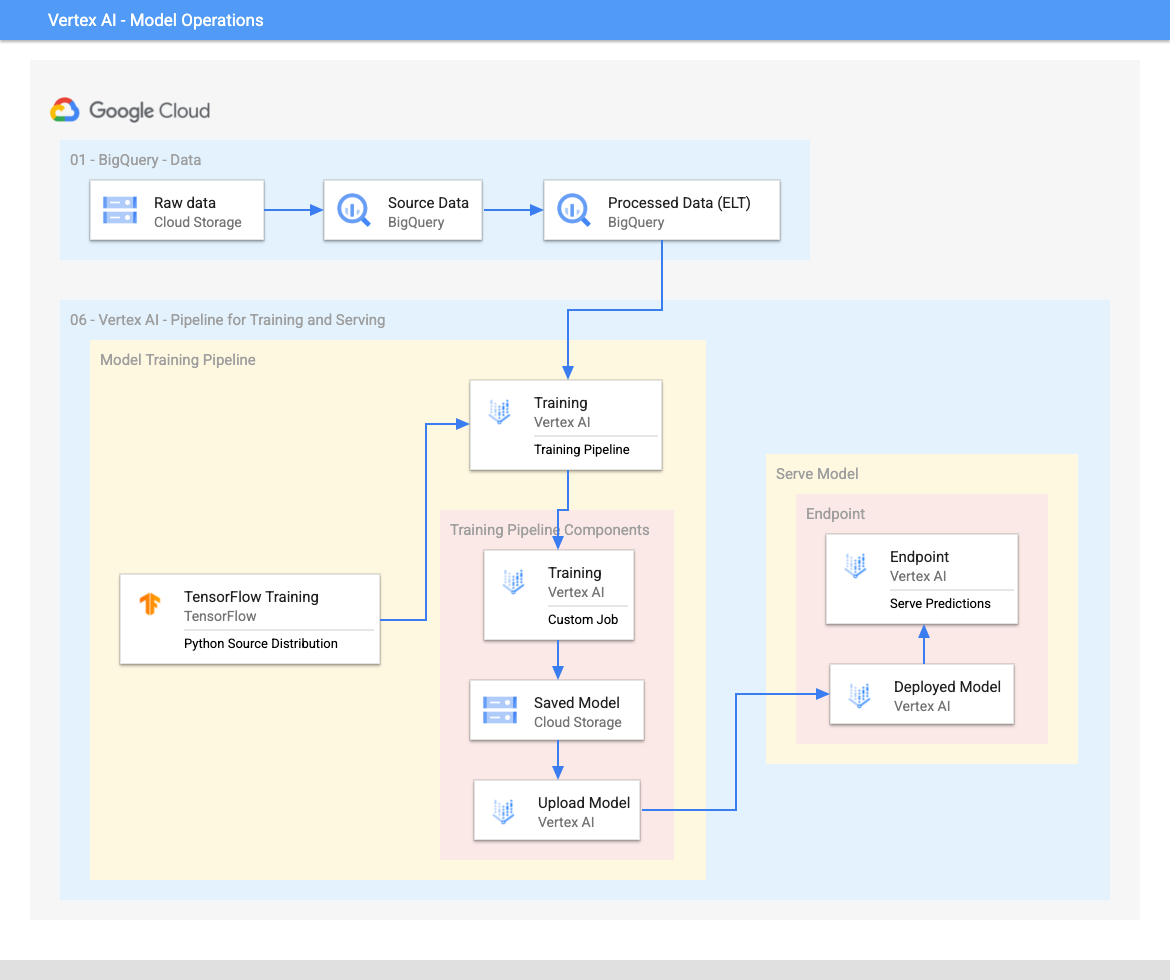 Vertex AI - Model Operations
Google Cloud
01 - BigQuery - Data
Raw data
Cloud Storage
Source Data
BigQuery
Processed Data (ELT)
BigQuery
06 - Vertex AI - Pipeline for Training and Serving
Model Training Pipeline
Training
Vertex AI
Training Pipeline
Training Pipeline Components
Training
Vertex AI
Custom Job
TensorFlow Training
TensorFlow
Python Source Distribution
Saved Model
Cloud Storage
Upload Model
Vertex AI
Serve Model
Endpoint
Endpoint
Vertex AI
Serve Predictions
Deployed Model
Vertex AI